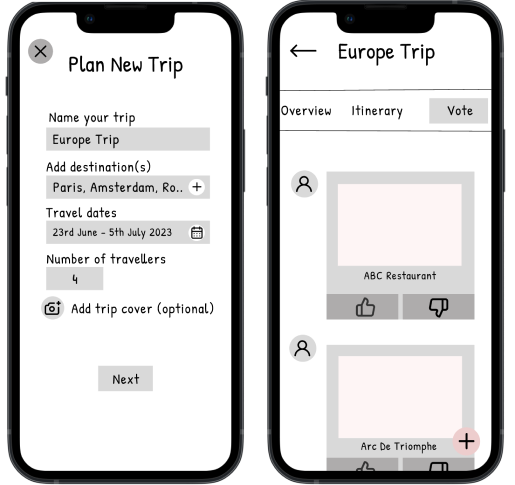 Plan New Trip
Name your trip
Europe Trip
Add destination(s)
Paris, Amsterdam, Ro..
Travel dates
23rd June - 5th July 2023
Number of travellers
4
Add trip cover (optional)
Next
Europe Trip
Overview Itinerary Vote
ABC Restaurant
Arc De Triomphe